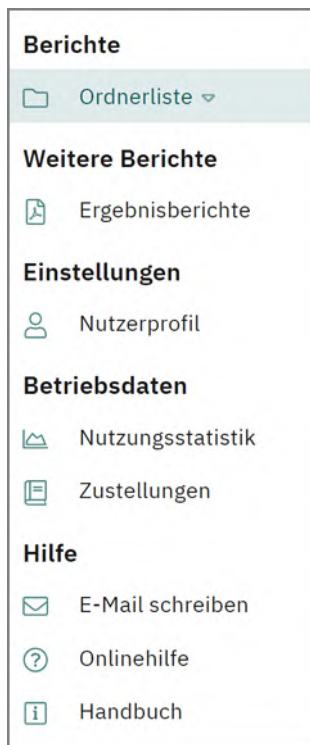 Berichte
Ordnerliste
Weitere Berichte
Ergebnisberichte
Einstellungen
Nutzerprofil
Betriebsdaten
Nutzungsstatistik
Zustellungen
Hilfe
E-Mail schreiben
Onlinehilfe
Handbuch